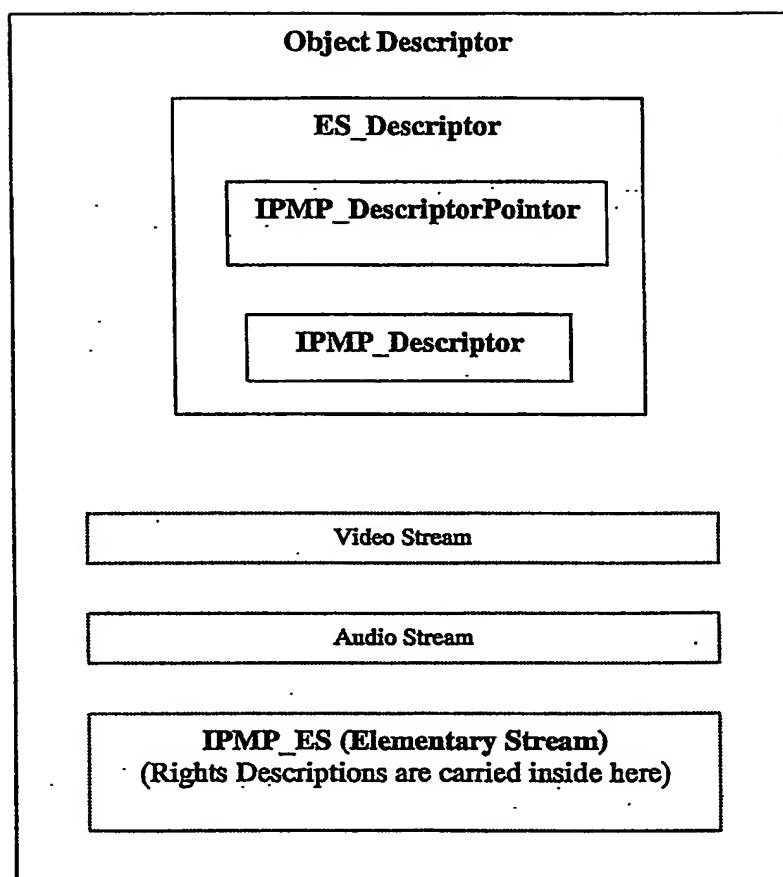 Object Descriptor
ES_Descriptor
IPMP_DescriptorPointor
IPMP_Descriptor
Video Stream
Audio Stream
IPMP_ES (Elementary Stream)
(Rights Descriptions are carried inside here)